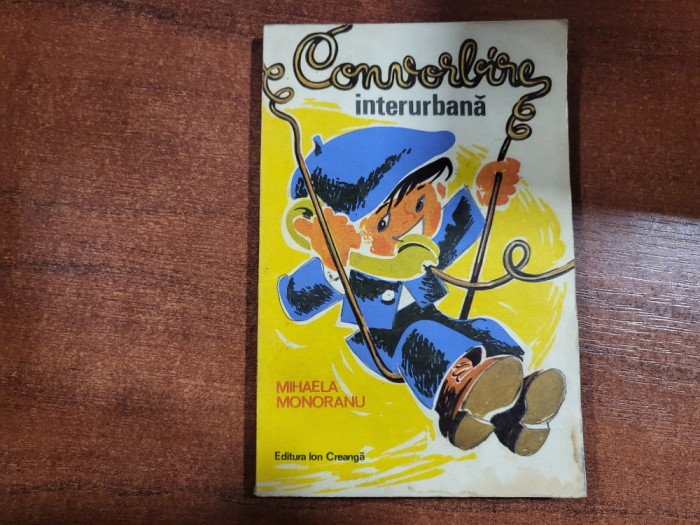 Convorbire
interurbană
MIHAELA
MONORANU
Editura Ion Creangă